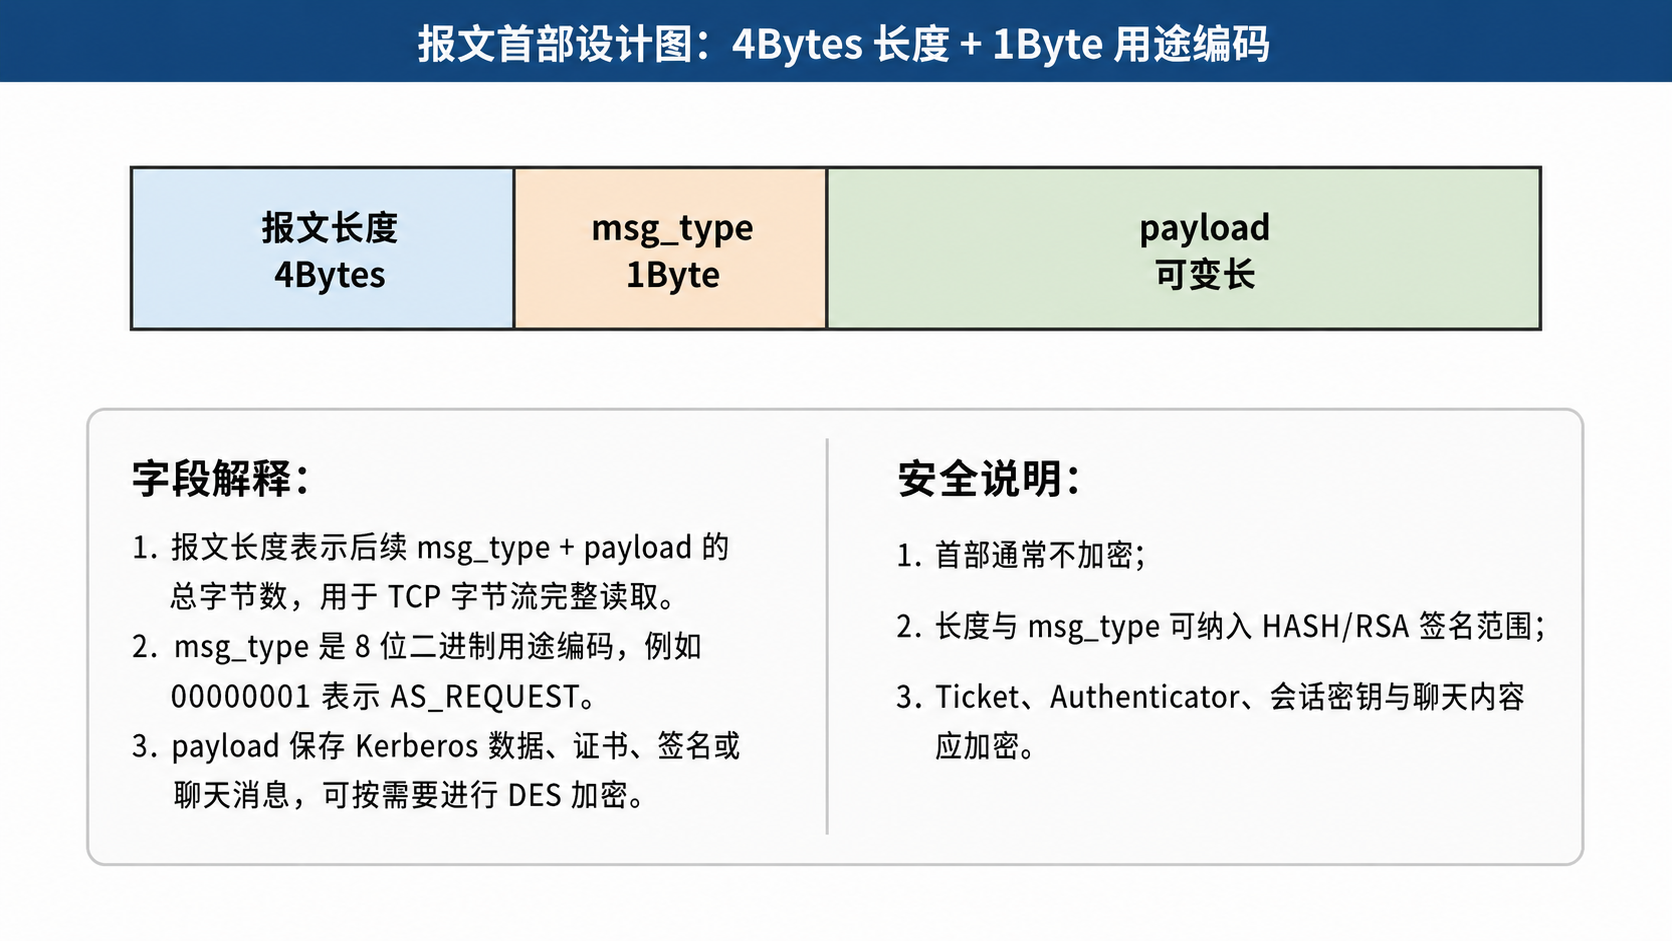 报文首部设计图：4Bytes 长度 + 1Byte 用途编码
报文长度
4Bytes
msg_type
1Byte
payload
可变长
字段解释：
1. 报文长度表示后续 msg_type + payload 的
总字节数，用于 TCP 字节流完整读取。
2. msg_type 是 8 位二进制用途编码，例如
00000001 表示 AS_REQUEST。
3. payload 保存 Kerberos 数据、证书、签名或
聊天消息，可按需要进行 DES 加密。
安全说明：
1. 首部通常不加密；
2. 长度与 msg_type 可纳入 HASH/RSA 签名范围；
3. Ticket、Authenticator、会话密钥与聊天内容
应加密。